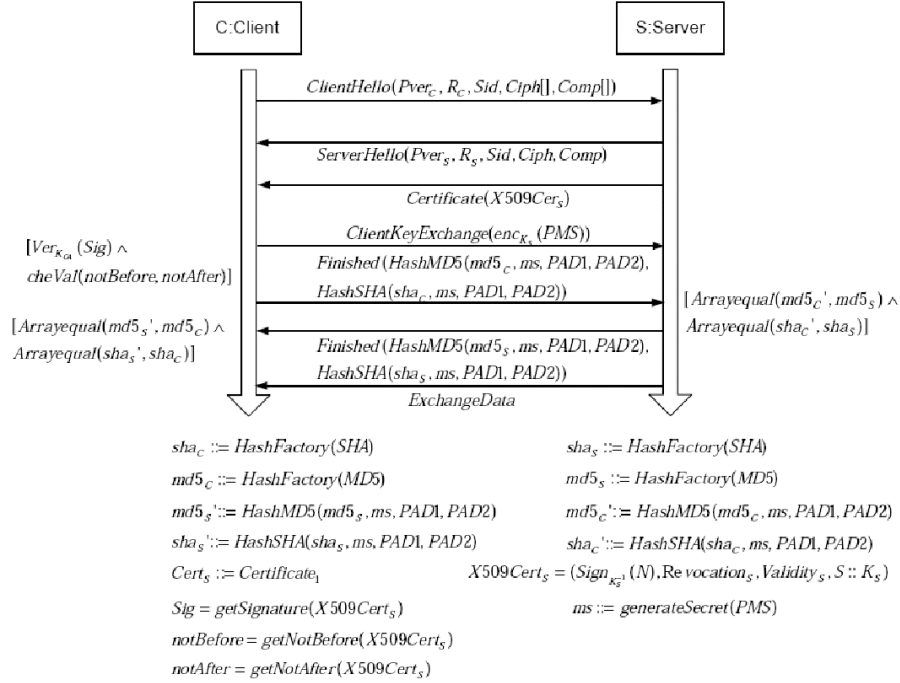 C:Client
S:Server
ClientHello(Pver_C, R_C, Sid, Ciph[], Comp[])
ServerHello(Pver_S, R_S, Sid, Ciph, Comp)
Certificate(X509Cer_S)
ClientKeyExchange(enc_{K_S}(PMS))
[Ver_{K_{CA}}(Sig) ∧
cheVal(notBefore, notAfter)]
Finished(HashMD5(md5_C, ms, PAD1, PAD2),
HashSHA(sha_C, ms, PAD1, PAD2))
[Arrayequal(md5_C', md5_S) ∧
Arrayequal(sha_C', sha_S)]
[Arrayequal(md5_S', md5_C) ∧
Arrayequal(sha_S', sha_C)]
Finished(HashMD5(md5_S, ms, PAD1, PAD2),
HashSHA(sha_S, ms, PAD1, PAD2))
ExchangeData
sha_C ::= HashFactory(SHA)
md5_C ::= HashFactory(MD5)
md5_S' ::= HashMD5(md5_S, ms, PAD1, PAD2)
sha_S' ::= HashSHA(sha_S, ms, PAD1, PAD2)
Cert_S ::= Certificate_1
Sig = getSignature(X509Cert_S)
notBefore = getNotBefore(X509Cert_S)
notAfter = getNotAfter(X509Cert_S)
sha_S ::= HashFactory(SHA)
md5_S ::= HashFactory(MD5)
md5_C' ::= HashMD5(md5_C, ms, PAD1, PAD2)
sha_C' ::= HashSHA(sha_C, ms, PAD1, PAD2)
X509Cert_S = (Sign_{K_S^{-1}}(N), Revocation_S, Validity_S, S :: K_S)
ms ::= generateSecret(PMS)